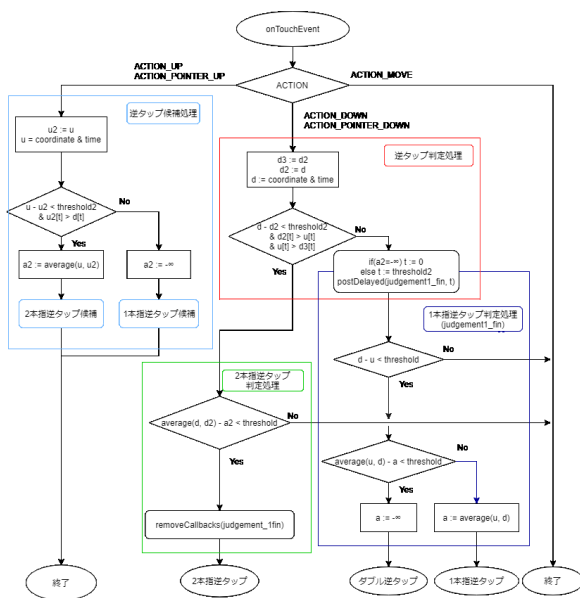 onTouchEvent
ACTION_UP
ACTION_POINTER_UP
ACTION
ACTION_MOVE
逆タップ候補処理
ACTION_DOWN
ACTION_POINTER_DOWN
u2 := u
u = coordinate & time
逆タップ判定処理
d3 := d2
d2 := d
d := coordinate & time
u - u2 < threshold2
& u2[t] > d[t]
No
Yes
d - d2 < threshold2
& d2[t] > u[t]
& u[t] > d3[t]
No
Yes
a2 := average(u, u2)
a2 := -∞
if(a2=-∞) t := 0
else t := threshold2
postDelayed(judgement1_fin, t)
2本指逆タップ候補
1本指逆タップ候補
1本指逆タップ判定処理
(judgement1_fin)
d - u < threshold
No
Yes
2本指逆タップ
判定処理
average(d, d2) - a2 < threshold
No
Yes
average(u, d) - a < threshold
No
Yes
removeCallbacks(judgement_1fin)
a := -∞
a := average(u, d)
終了
2本指逆タップ
ダブル逆タップ
1本指逆タップ
終了